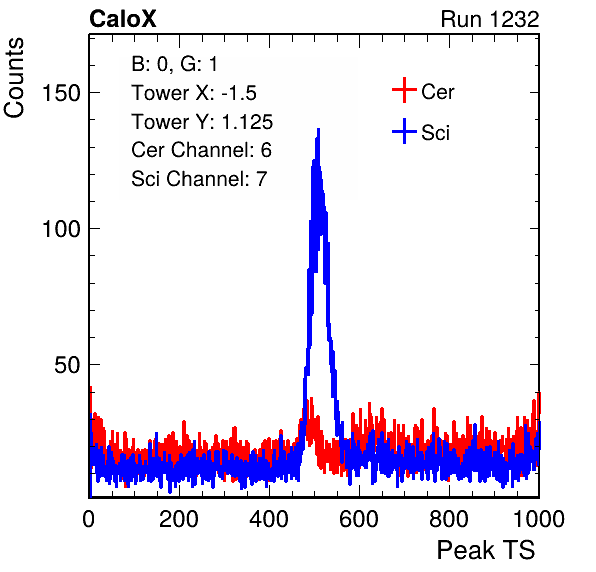 CaloX Run 1232
Counts
B: 0, G: 1
Tower X: -1.5
Tower Y: 1.125
Cer Channel: 6
Sci Channel: 7
Cer
Sci
150
100
50
0 200 400 600 800 1000
Peak TS